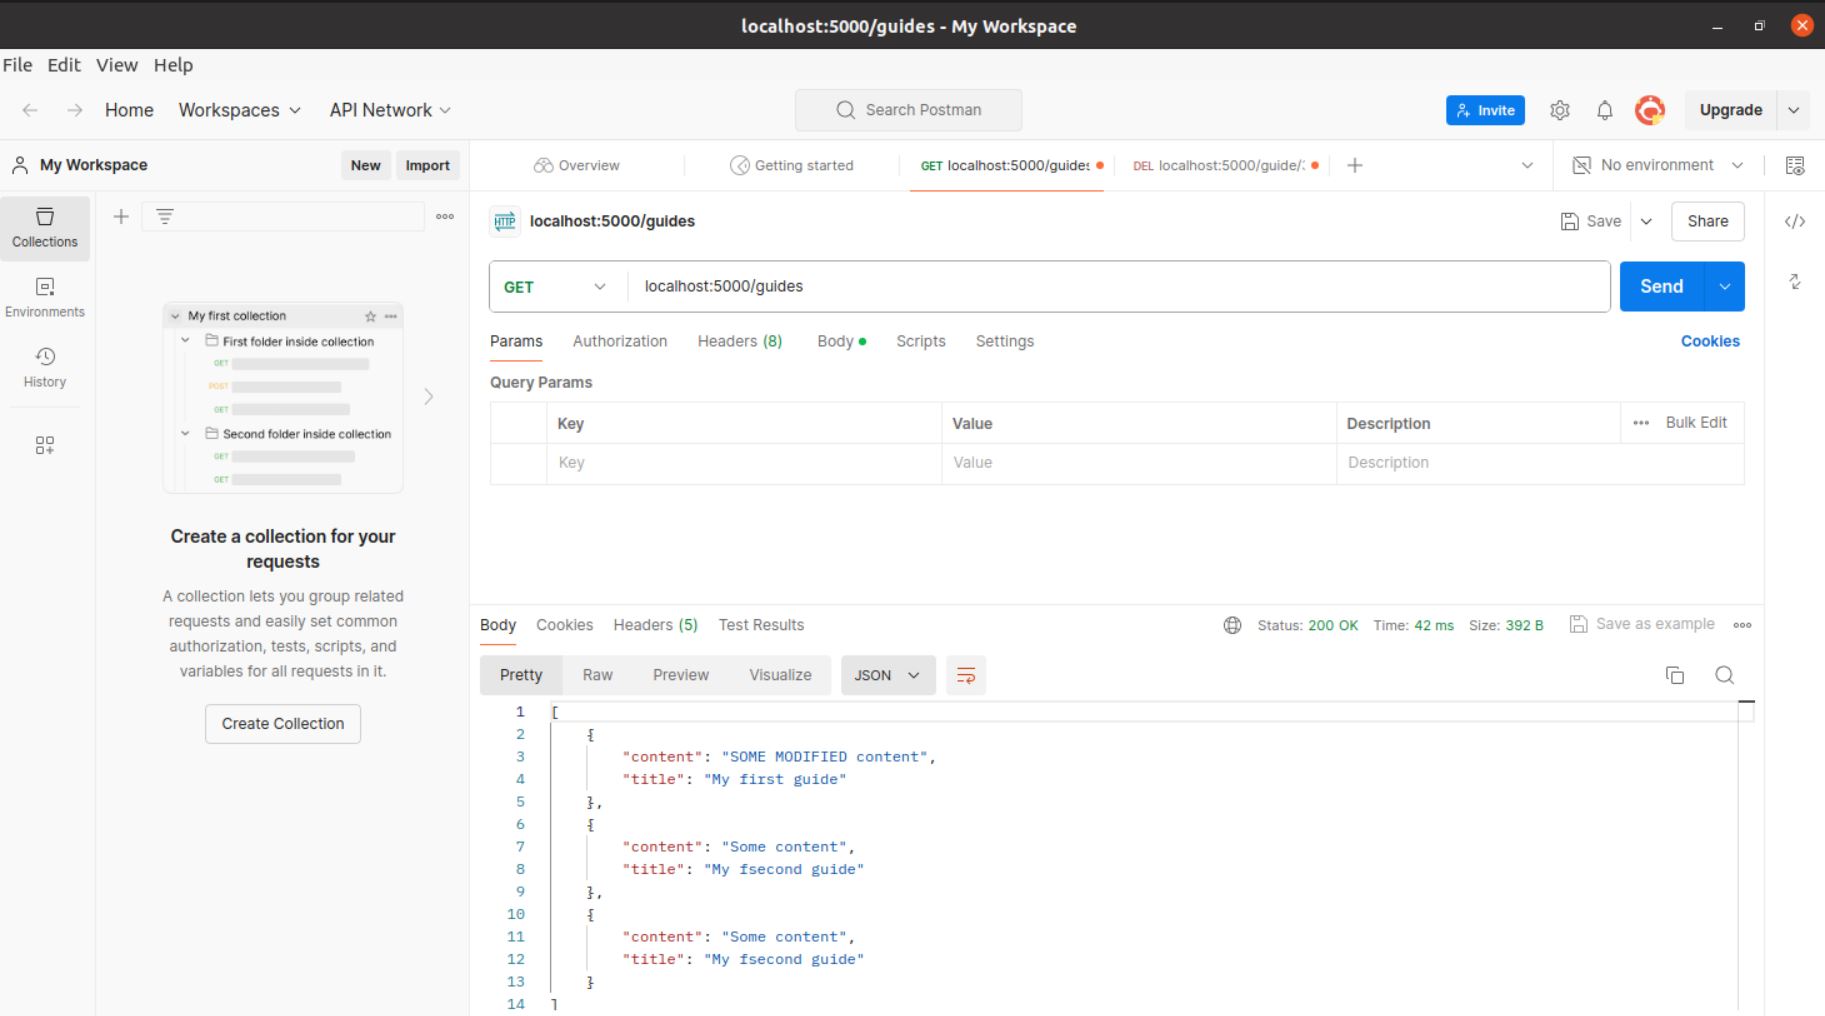 localhost:5000/guides - My Workspace
File Edit View Help
Home Workspaces API Network Search Postman Invite Upgrade
My Workspace New Import Overview Getting started GET localhost:5000/guides DEL localhost:5000/guide/ No environment
Collections
Environments
History
My first collection
First folder inside collection
GET
POST
GET
Second folder inside collection
GET
GET
Create a collection for your
requests
A collection lets you group related
requests and easily set common
authorization, tests, scripts, and
variables for all requests in it.
Create Collection
HTTP localhost:5000/guides Save Share
GET localhost:5000/guides Send
Params Authorization Headers (8) Body Scripts Settings Cookies
Query Params
Key Value Description Bulk Edit
Key Value Description
Body Cookies Headers (5) Test Results Status: 200 OK Time: 42 ms Size: 392 B Save as example
Pretty Raw Preview Visualize JSON
1 [
2 {
3 "content": "SOME MODIFIED content",
4 "title": "My first guide"
5 },
6 {
7 "content": "Some content",
8 "title": "My fsecond guide"
9 },
10 {
11 "content": "Some content",
12 "title": "My fsecond guide"
13 }
14 ]